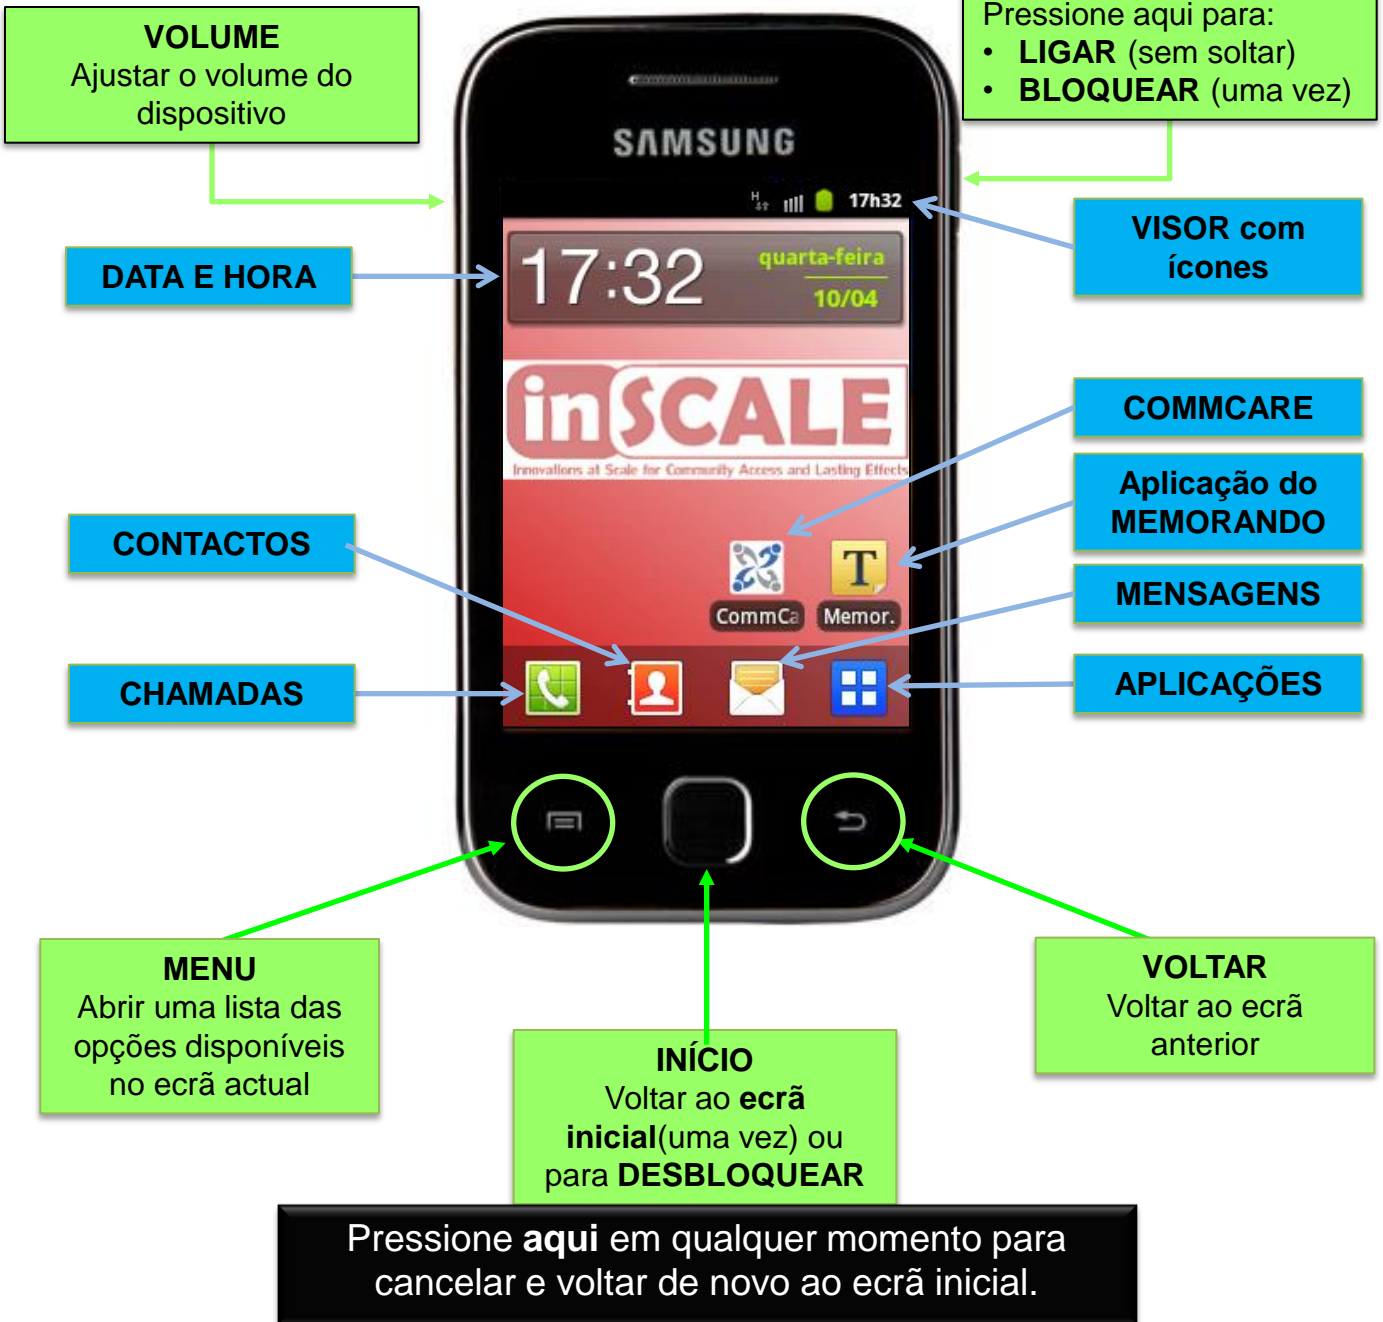 VOLUME
Ajustar o volume do
dispositivo
Pressione aqui para:
• LIGAR (sem soltar)
• BLOQUEAR (uma vez)
SAMSUNG
H
17h32
17:32
quarta-feira
10/04
DATA E HORA
VISOR com
ícones
inSCALE
Innovations at Scale for Community Access and Lasting Effects
COMMCARE
Aplicação do
MEMORANDO
CONTACTOS
MENSAGENS
T
CommCa
Memor.
CHAMADAS
APLICAÇÕES
MENU
Abrir uma lista das
opções disponíveis
no ecrã actual
INÍCIO
Voltar ao ecrã
inicial(uma vez) ou
para DESBLOQUEAR
VOLTAR
Voltar ao ecrã
anterior
Pressione aqui em qualquer momento para
cancelar e voltar de novo ao ecrã inicial.